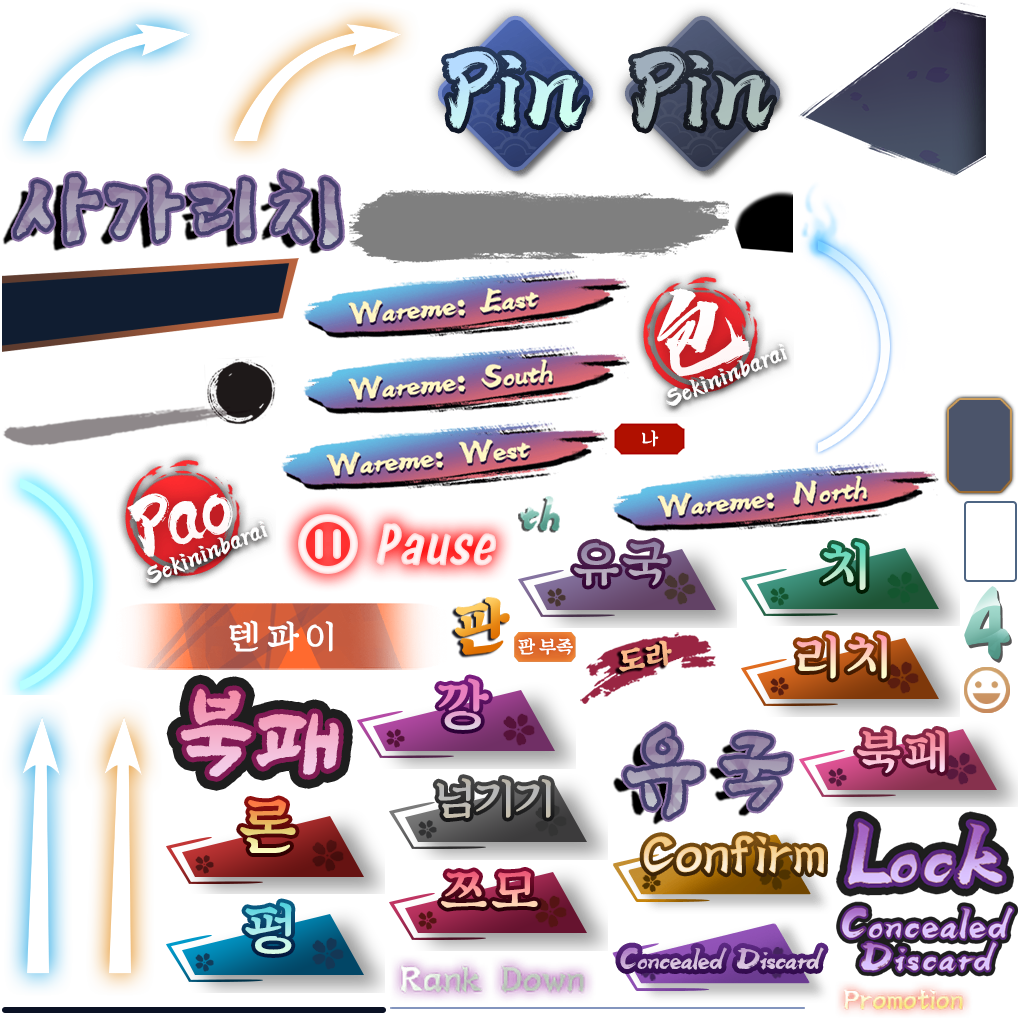 Pin
Pin
사가리치
Wareme: East
包
Sekininbarai
Wareme: South
나
Wareme: West
Wareme: North
Pao
Sekininbarai
Pause
th
유국
치
텐파이
판
판 부족
도라
리치
4
북패
깡
유국
북패
론
넘기기
Confirm
Lock
쯔모
펑
Concealed Discard
Concealed
Discard
Rank Down
Promotion